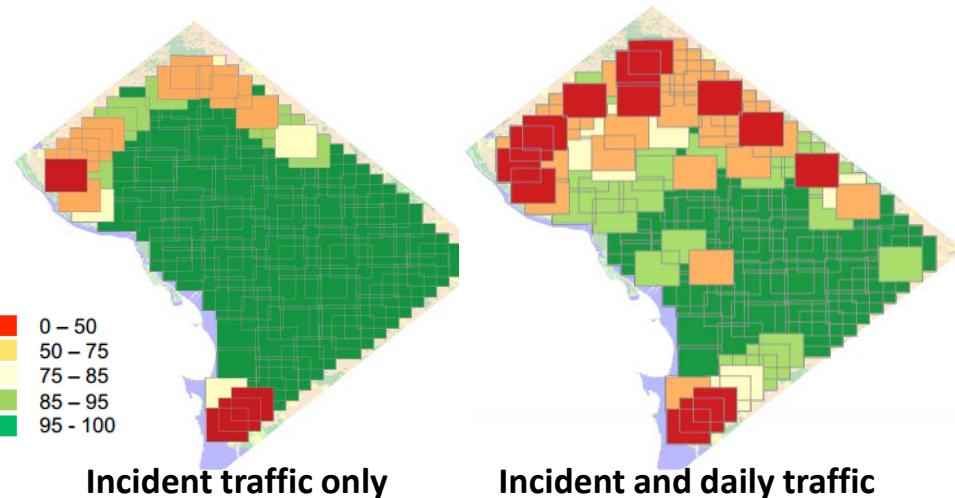 0 – 50
50 – 75
75 – 85
85 – 95
95 - 100
Incident traffic only
Incident and daily traffic